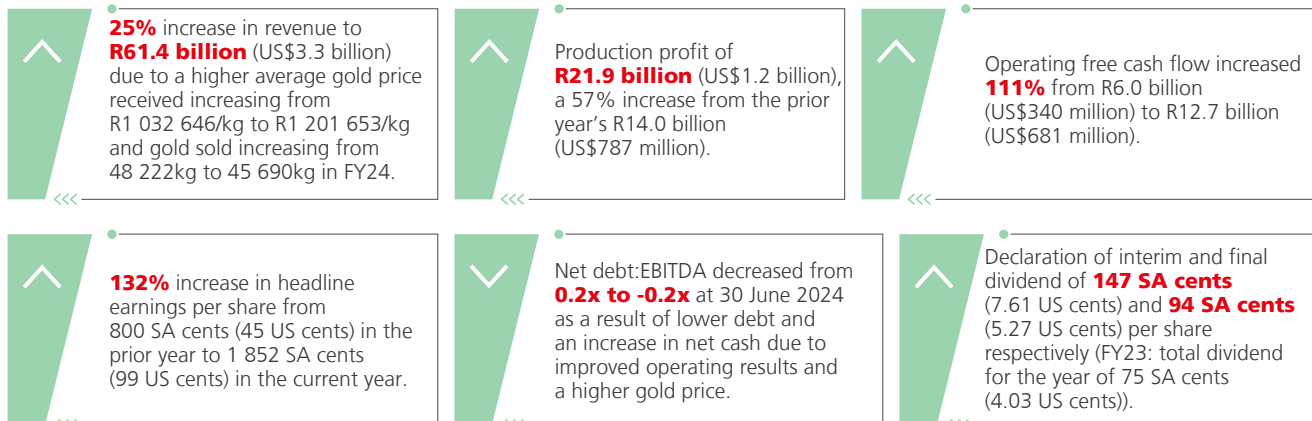 25% increase in revenue to
R61.4 billion (US$3.3 billion)
due to a higher average gold price
received increasing from
R1 032 646/kg to R1 201 653/kg
and gold sold increasing from
48 222kg to 45 690kg in FY24.
Production profit of
R21.9 billion (US$1.2 billion),
a 57% increase from the prior
year's R14.0 billion
(US$787 million).
Operating free cash flow increased
111% from R6.0 billion
(US$340 million) to R12.7 billion
(US$681 million).
132% increase in headline
earnings per share from
800 SA cents (45 US cents) in the
prior year to 1 852 SA cents
(99 US cents) in the current year.
Net debt:EBITDA decreased from
0.2x to -0.2x at 30 June 2024
as a result of lower debt and
an increase in net cash due to
improved operating results and
a higher gold price.
Declaration of interim and final
dividend of 147 SA cents
(7.61 US cents) and 94 SA cents
(5.27 US cents) per share
respectively (FY23: total dividend
for the year of 75 SA cents
(4.03 US cents)).